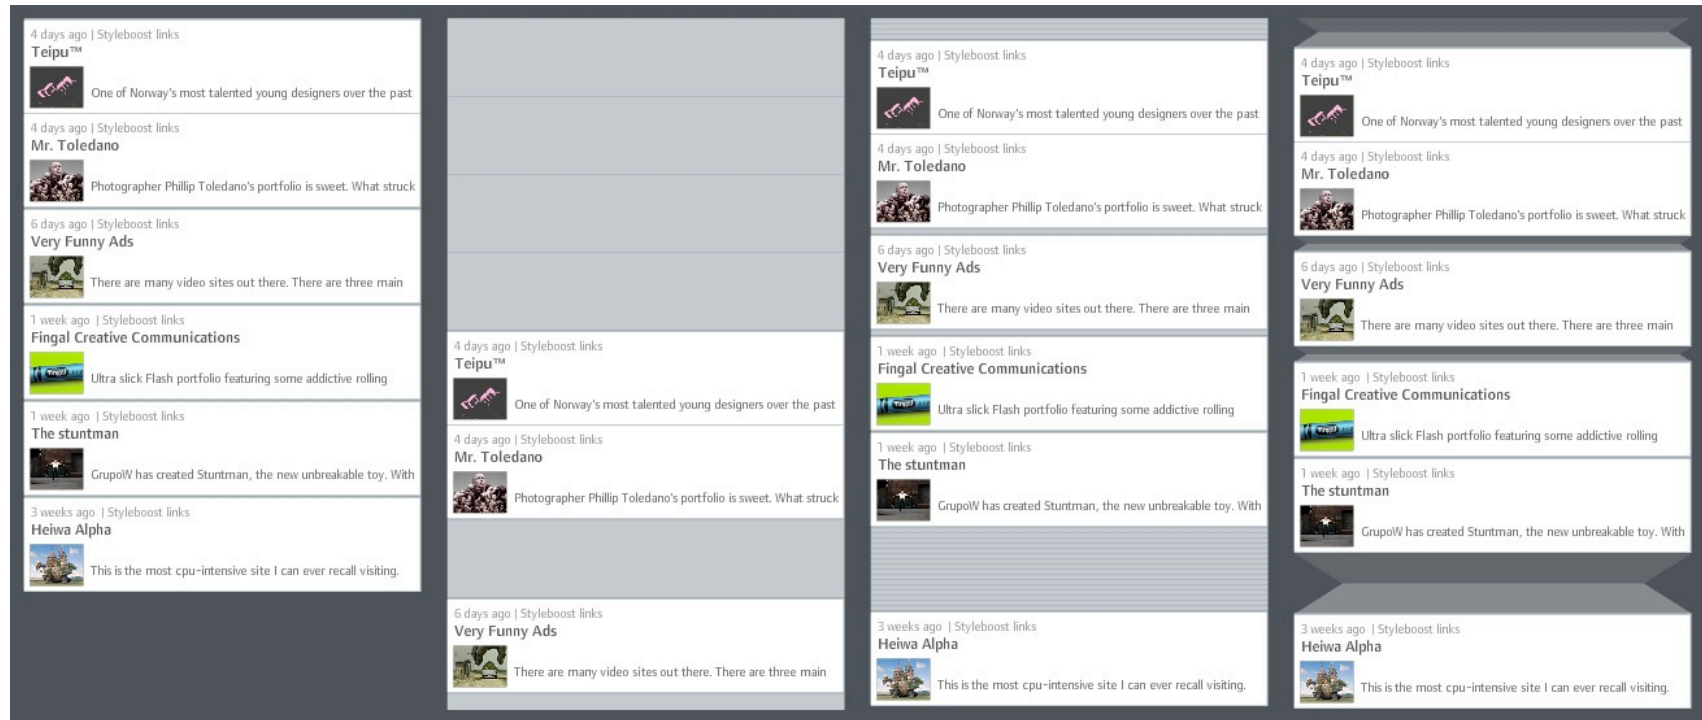 4 days ago | Styleboost links
Teipu™
One of Norway's most talented young designers over the past
4 days ago | Styleboost links
Mr. Toledano
Photographer Phillip Toledano's portfolio is sweet. What struck
6 days ago | Styleboost links
Very Funny Ads
There are many video sites out there. There are three main
1 week ago | Styleboost links
Fingal Creative Communications
Ultra slick Flash portfolio featuring some addictive rolling
1 week ago | Styleboost links
The stuntman
GrupoW has created Stuntman, the new unbreakable toy. With
3 weeks ago | Styleboost links
Heiwa Alpha
This is the most cpu-intensive site I can ever recall visiting.
4 days ago | Styleboost links
Teipu™
One of Norway's most talented young designers over the past
4 days ago | Styleboost links
Mr. Toledano
Photographer Phillip Toledano's portfolio is sweet. What struck
6 days ago | Styleboost links
Very Funny Ads
There are many video sites out there. There are three main
4 days ago | Styleboost links
Teipu™
One of Norway's most talented young designers over the past
4 days ago | Styleboost links
Mr. Toledano
Photographer Phillip Toledano's portfolio is sweet. What struck
6 days ago | Styleboost links
Very Funny Ads
There are many video sites out there. There are three main
1 week ago | Styleboost links
Fingal Creative Communications
Ultra slick Flash portfolio featuring some addictive rolling
1 week ago | Styleboost links
The stuntman
GrupoW has created Stuntman, the new unbreakable toy. With
3 weeks ago | Styleboost links
Heiwa Alpha
This is the most cpu-intensive site I can ever recall visiting.
4 days ago | Styleboost links
Teipu™
One of Norway's most talented young designers over the past
4 days ago | Styleboost links
Mr. Toledano
Photographer Phillip Toledano's portfolio is sweet. What struck
6 days ago | Styleboost links
Very Funny Ads
There are many video sites out there. There are three main
1 week ago | Styleboost links
Fingal Creative Communications
Ultra slick Flash portfolio featuring some addictive rolling
1 week ago | Styleboost links
The stuntman
GrupoW has created Stuntman, the new unbreakable toy. With
3 weeks ago | Styleboost links
Heiwa Alpha
This is the most cpu-intensive site I can ever recall visiting.